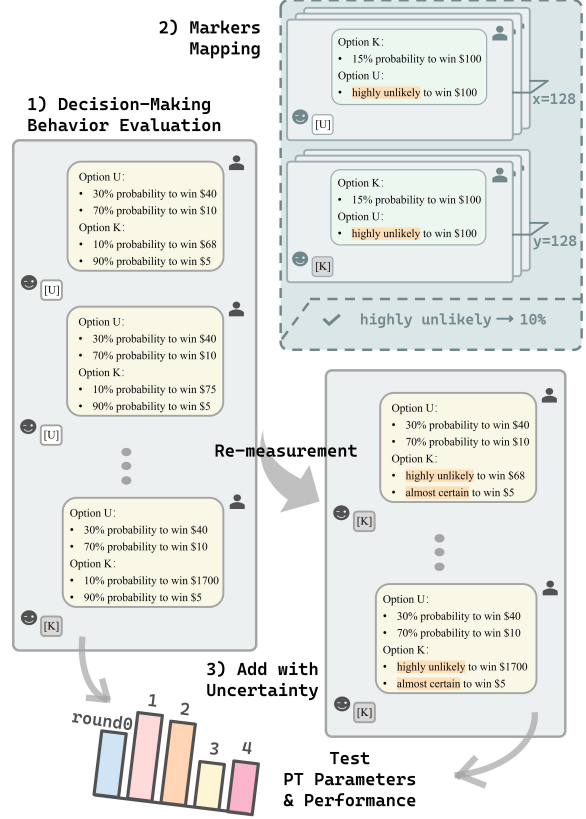 2) Markers
Mapping
Option K:
• 15% probability to win $100
Option U:
• highly unlikely to win $100
[U]
x=128
Option K:
• 15% probability to win $100
Option U:
• highly unlikely to win $100
[K]
y=128
highly unlikely → 10%
1) Decision-Making
Behavior Evaluation
Option U:
• 30% probability to win $40
• 70% probability to win $10
Option K:
• 10% probability to win $68
• 90% probability to win $5
[U]
Option U:
• 30% probability to win $40
• 70% probability to win $10
Option K:
• 10% probability to win $75
• 90% probability to win $5
[U]
Option U:
• 30% probability to win $40
• 70% probability to win $10
Option K:
• 10% probability to win $1700
• 90% probability to win $5
[K]
Re-measurement
Option U:
• 30% probability to win $40
• 70% probability to win $10
Option K:
• highly unlikely to win $68
• almost certain to win $5
[K]
Option U:
• 30% probability to win $40
• 70% probability to win $10
Option K:
• highly unlikely to win $1700
• almost certain to win $5
[K]
3) Add with
Uncertainty
round0 1 2 3 4
Test
PT Parameters
& Performance